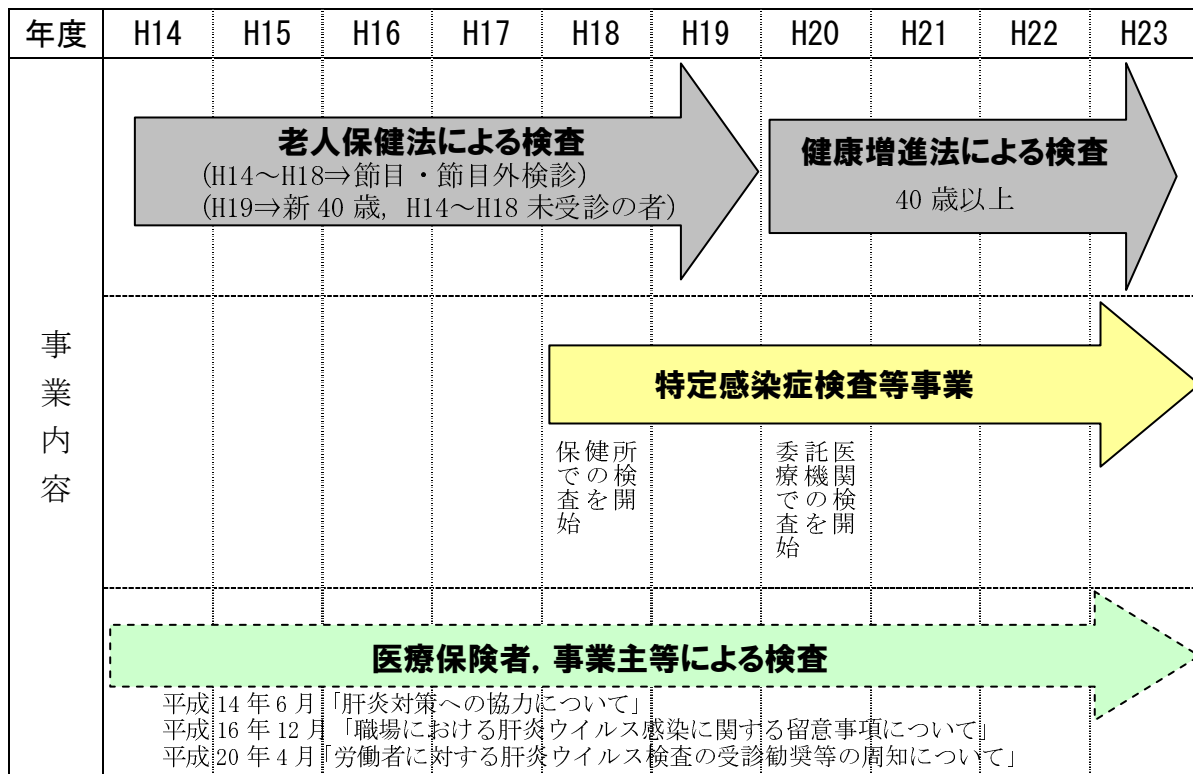 年度 H14 H15 H16 H17 H18 H19 H20 H21 H22 H23
事業内容
老人保健法による検査
(H14～H18⇒節目・節目外検診)
(H19⇒新40歳, H14～H18未受診の者)
健康増進法による検査
40歳以上
特定感染症検査等事業
保健所での検査を開始
委託医療機関での検査を開始
医療保険者, 事業主等による検査
平成14年6月「肝炎対策への協力について」
平成16年12月「職場における肝炎ウイルス感染に関する留意事項について」
平成20年4月「労働者に対する肝炎ウイルス検査の受診勧奨等の周知について」